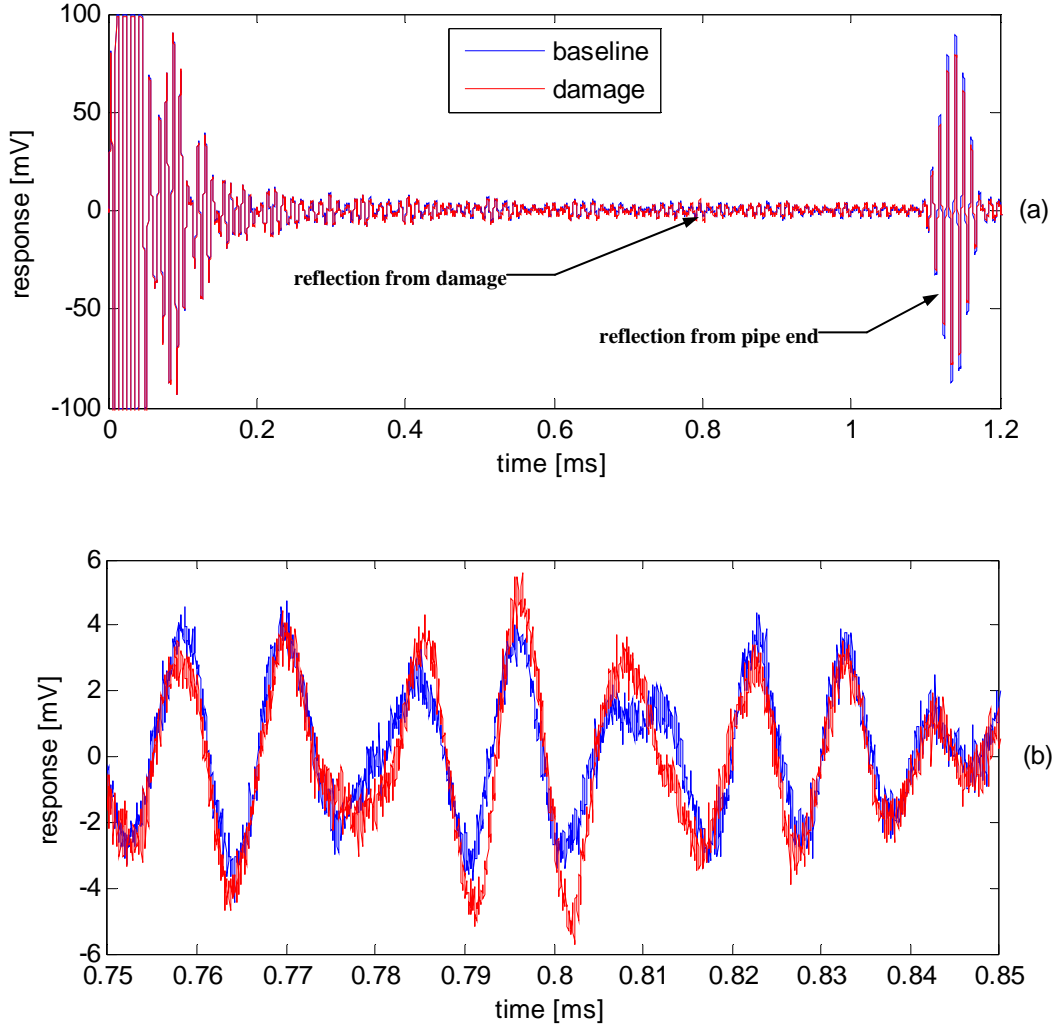 100
50
0
-50
-100
response [mV]
baseline
damage
reflection from damage
reflection from pipe end
(a)
0 0.2 0.4 0.6 0.8 1 1.2
time [ms]
6
4
2
0
-2
-4
-6
response [mV]
(b)
0.75 0.76 0.77 0.78 0.79 0.8 0.81 0.82 0.83 0.84 0.85
time [ms]